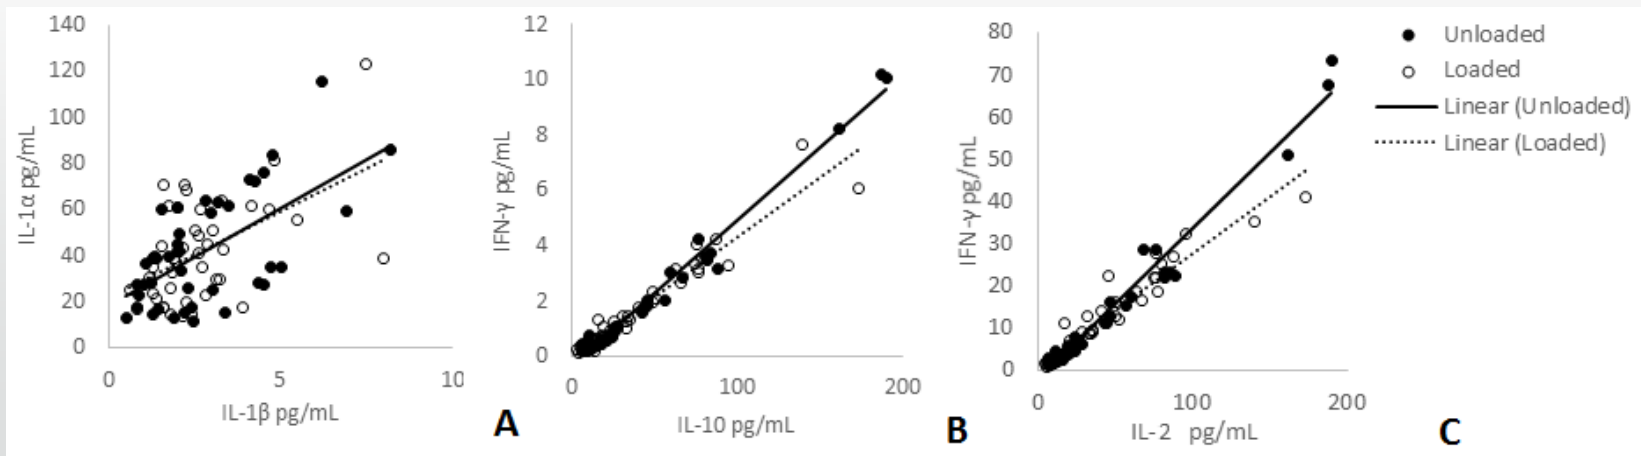 140
120
100
80
60
40
20
0
0 5 10
IL-1α pg/mL
IL-1β pg/mL
A
12
10
8
6
4
2
0
0 100 200
IFN-γ pg/mL
IL-10 pg/mL
B
80
70
60
50
40
30
20
10
0
0 100 200
IFN-γ pg/mL
IL-2 pg/mL
C
Unloaded
Loaded
Linear (Unloaded)
Linear (Loaded)